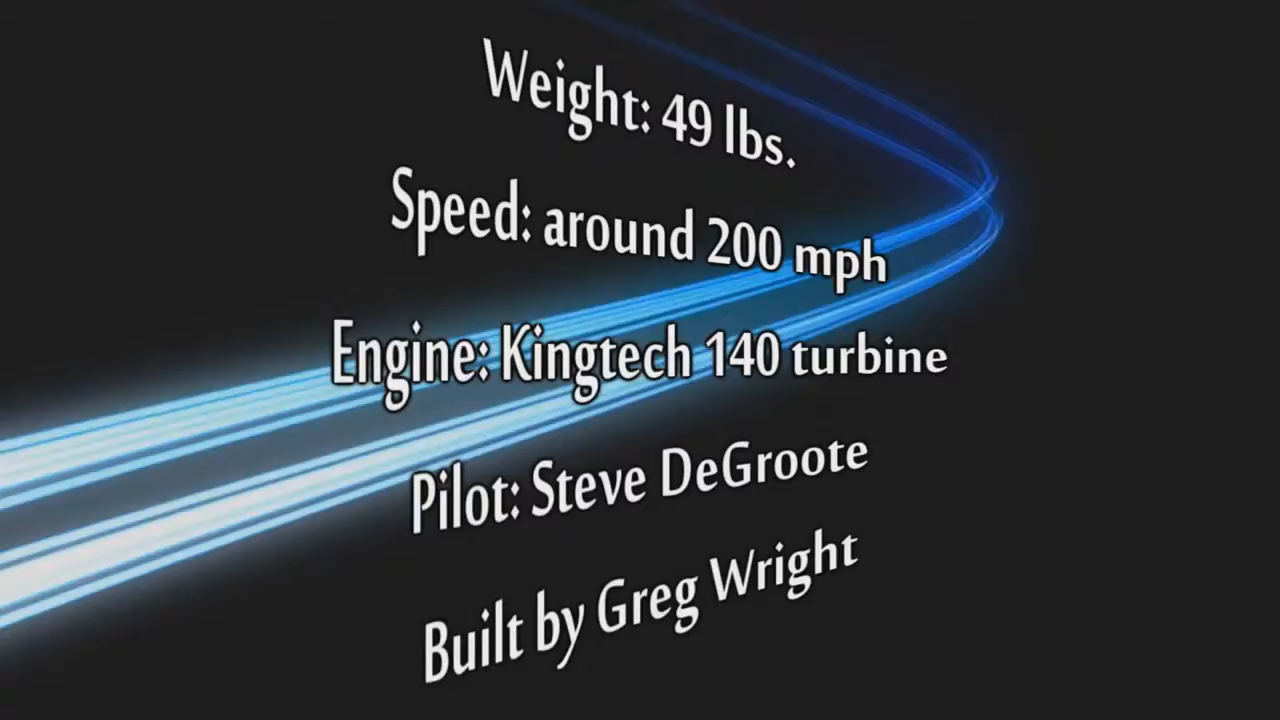 Weight: 49 lbs.
Speed: around 200 mph
Engine: Kingtech 140 turbine
Pilot: Steve DeGroote
Built by Greg Wright